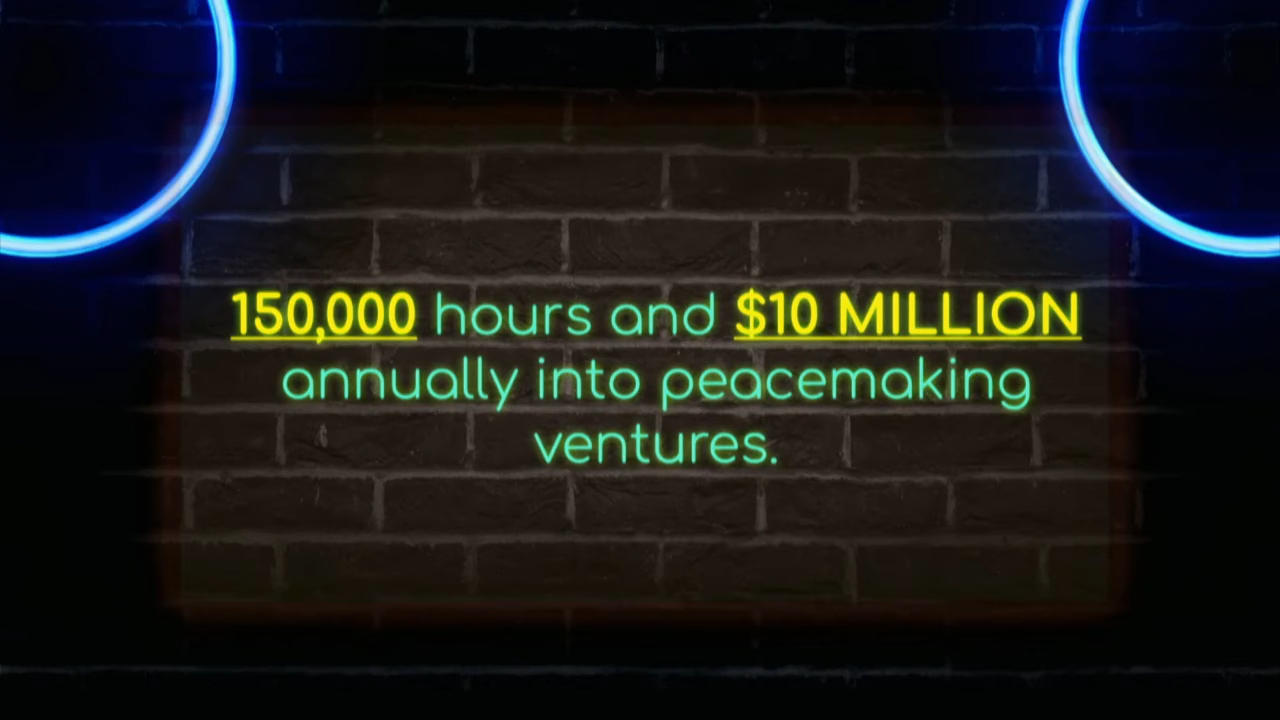 150,000 hours and $10 MILLION
annually into peacemaking
ventures.